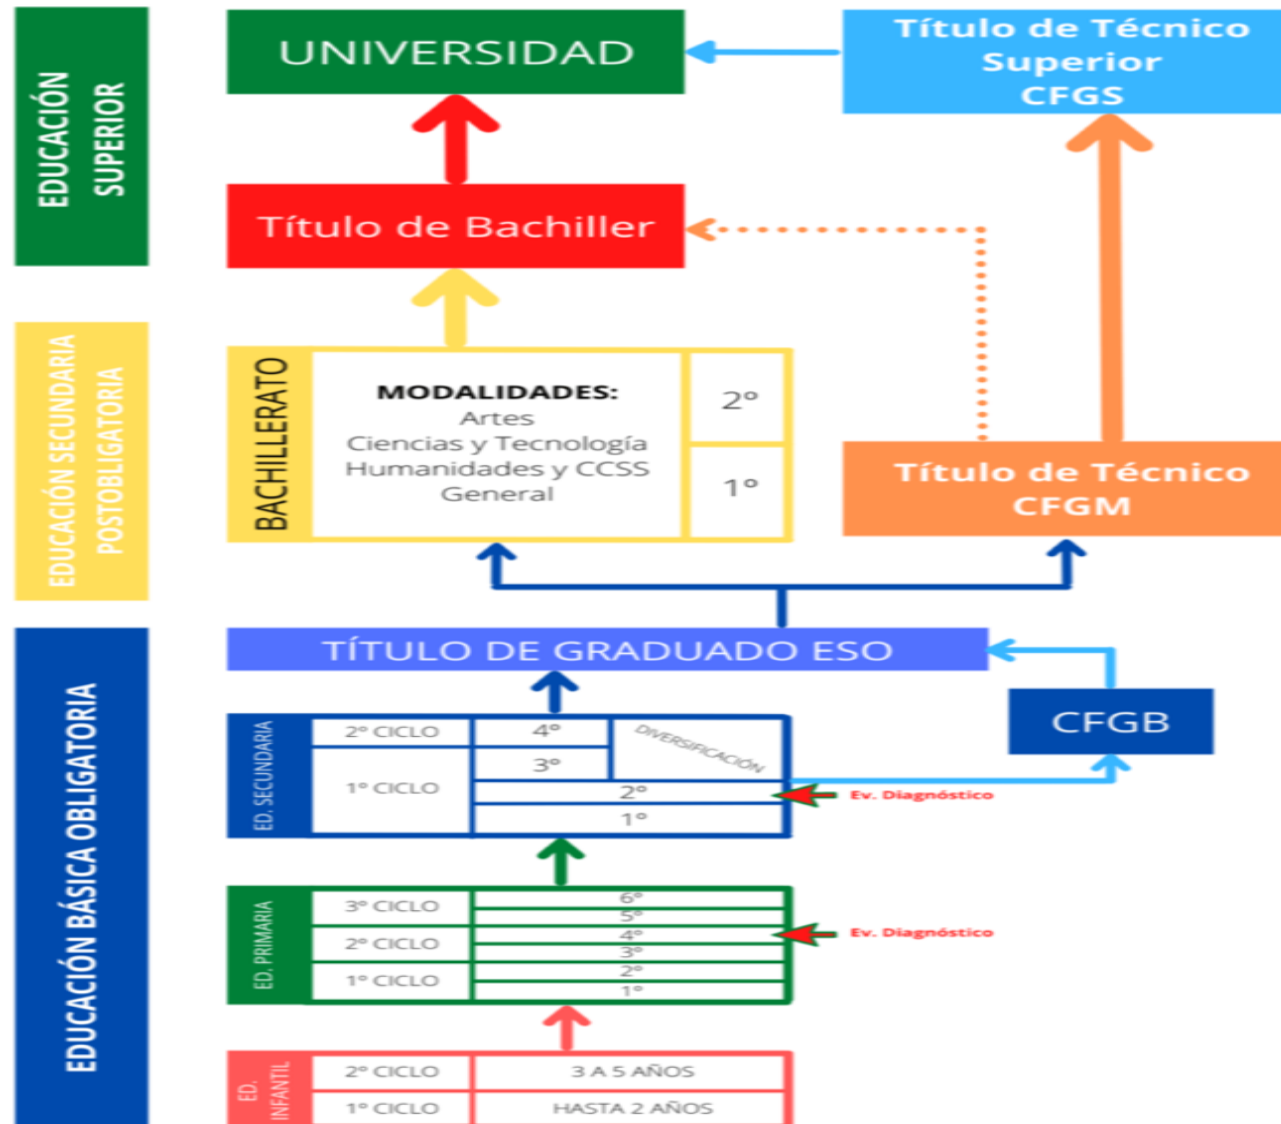 EDUCACIÓN
SUPERIOR
UNIVERSIDAD
Título de Técnico
Superior
CFGS
Título de Bachiller
EDUCACIÓN SECUNDARIA
POSTOBLIGATORIA
BACHILLERATO
MODALIDADES:
Artes
Ciencias y Tecnología
Humanidades y CCSS
General
2º
1º
Título de Técnico
CFGM
EDUCACIÓN BÁSICA OBLIGATORIA
TÍTULO DE GRADUADO ESO
CFGB
ED. SECUNDARIA
2º CICLO
4º
DIVERSIFICACIÓN
3º
1º CICLO
2º
Ev. Diagnóstico
1º
ED. PRIMARIA
3º CICLO
6º
5º
2º CICLO
4º
Ev. Diagnóstico
3º
1º CICLO
2º
1º
ED.
INFANTIL
2º CICLO
3 A 5 AÑOS
1º CICLO
HASTA 2 AÑOS